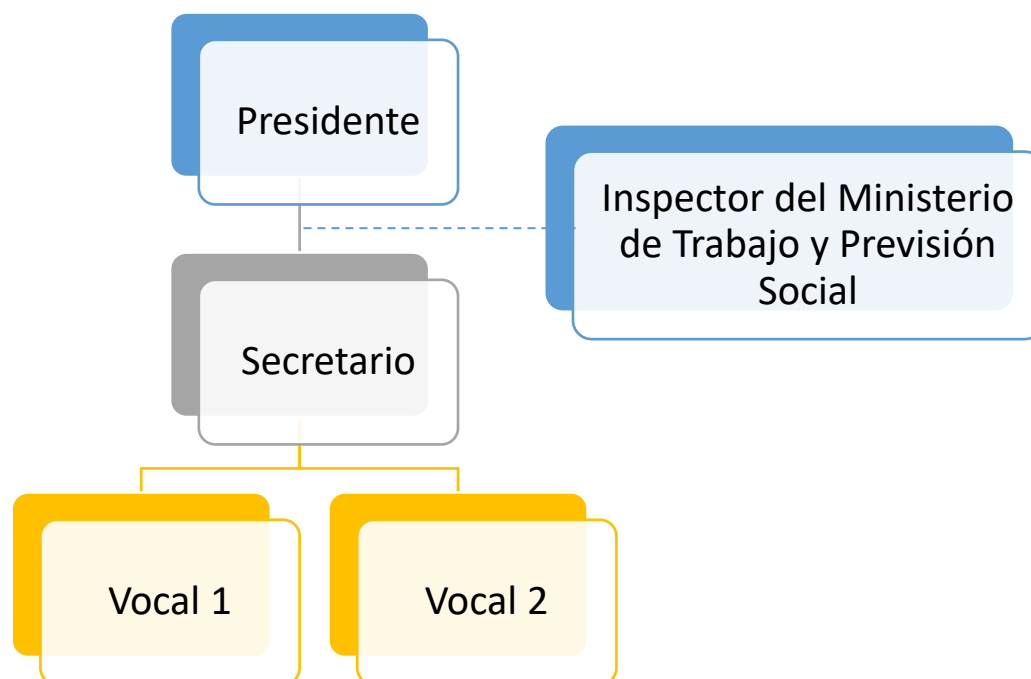 Presidente
Inspector del Ministerio
de Trabajo y Previsión
Social
Secretario
Vocal 1
Vocal 2